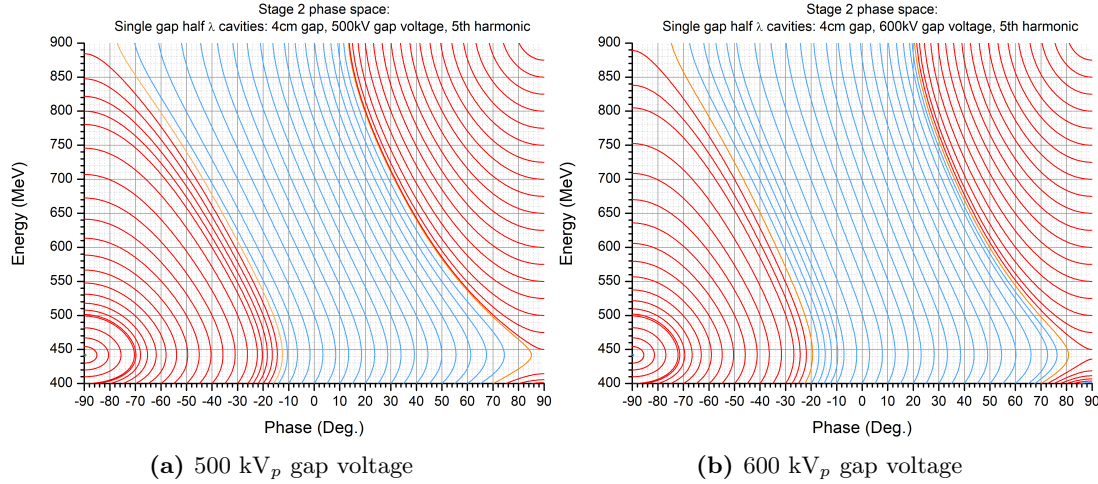 Stage 2 phase space:
Single gap half λ cavities: 4cm gap, 500kV gap voltage, 5th harmonic
900
850
800
750
700
650
600
550
500
450
400
Energy (MeV)
-90 -80 -70 -60 -50 -40 -30 -20 -10 0 10 20 30 40 50 60 70 80 90
Phase (Deg.)
(a) 500 kVp gap voltage
Stage 2 phase space:
Single gap half λ cavities: 4cm gap, 600kV gap voltage, 5th harmonic
900
850
800
750
700
650
600
550
500
450
400
Energy (MeV)
-90 -80 -70 -60 -50 -40 -30 -20 -10 0 10 20 30 40 50 60 70 80 90
Phase (Deg.)
(b) 600 kVp gap voltage